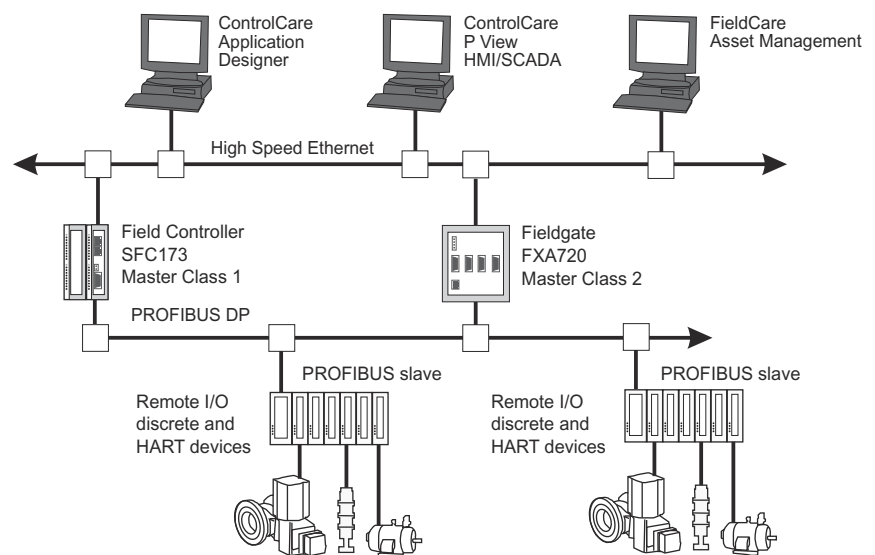 ControlCare
Application
Designer
ControlCare
P View
HMI/SCADA
FieldCare
Asset Management
High Speed Ethernet
Field Controller
SFC173
Master Class 1
Fieldgate
FXA720
Master Class 2
PROFIBUS DP
PROFIBUS slave
Remote I/O
discrete and
HART devices
PROFIBUS slave
Remote I/O
discrete and
HART devices